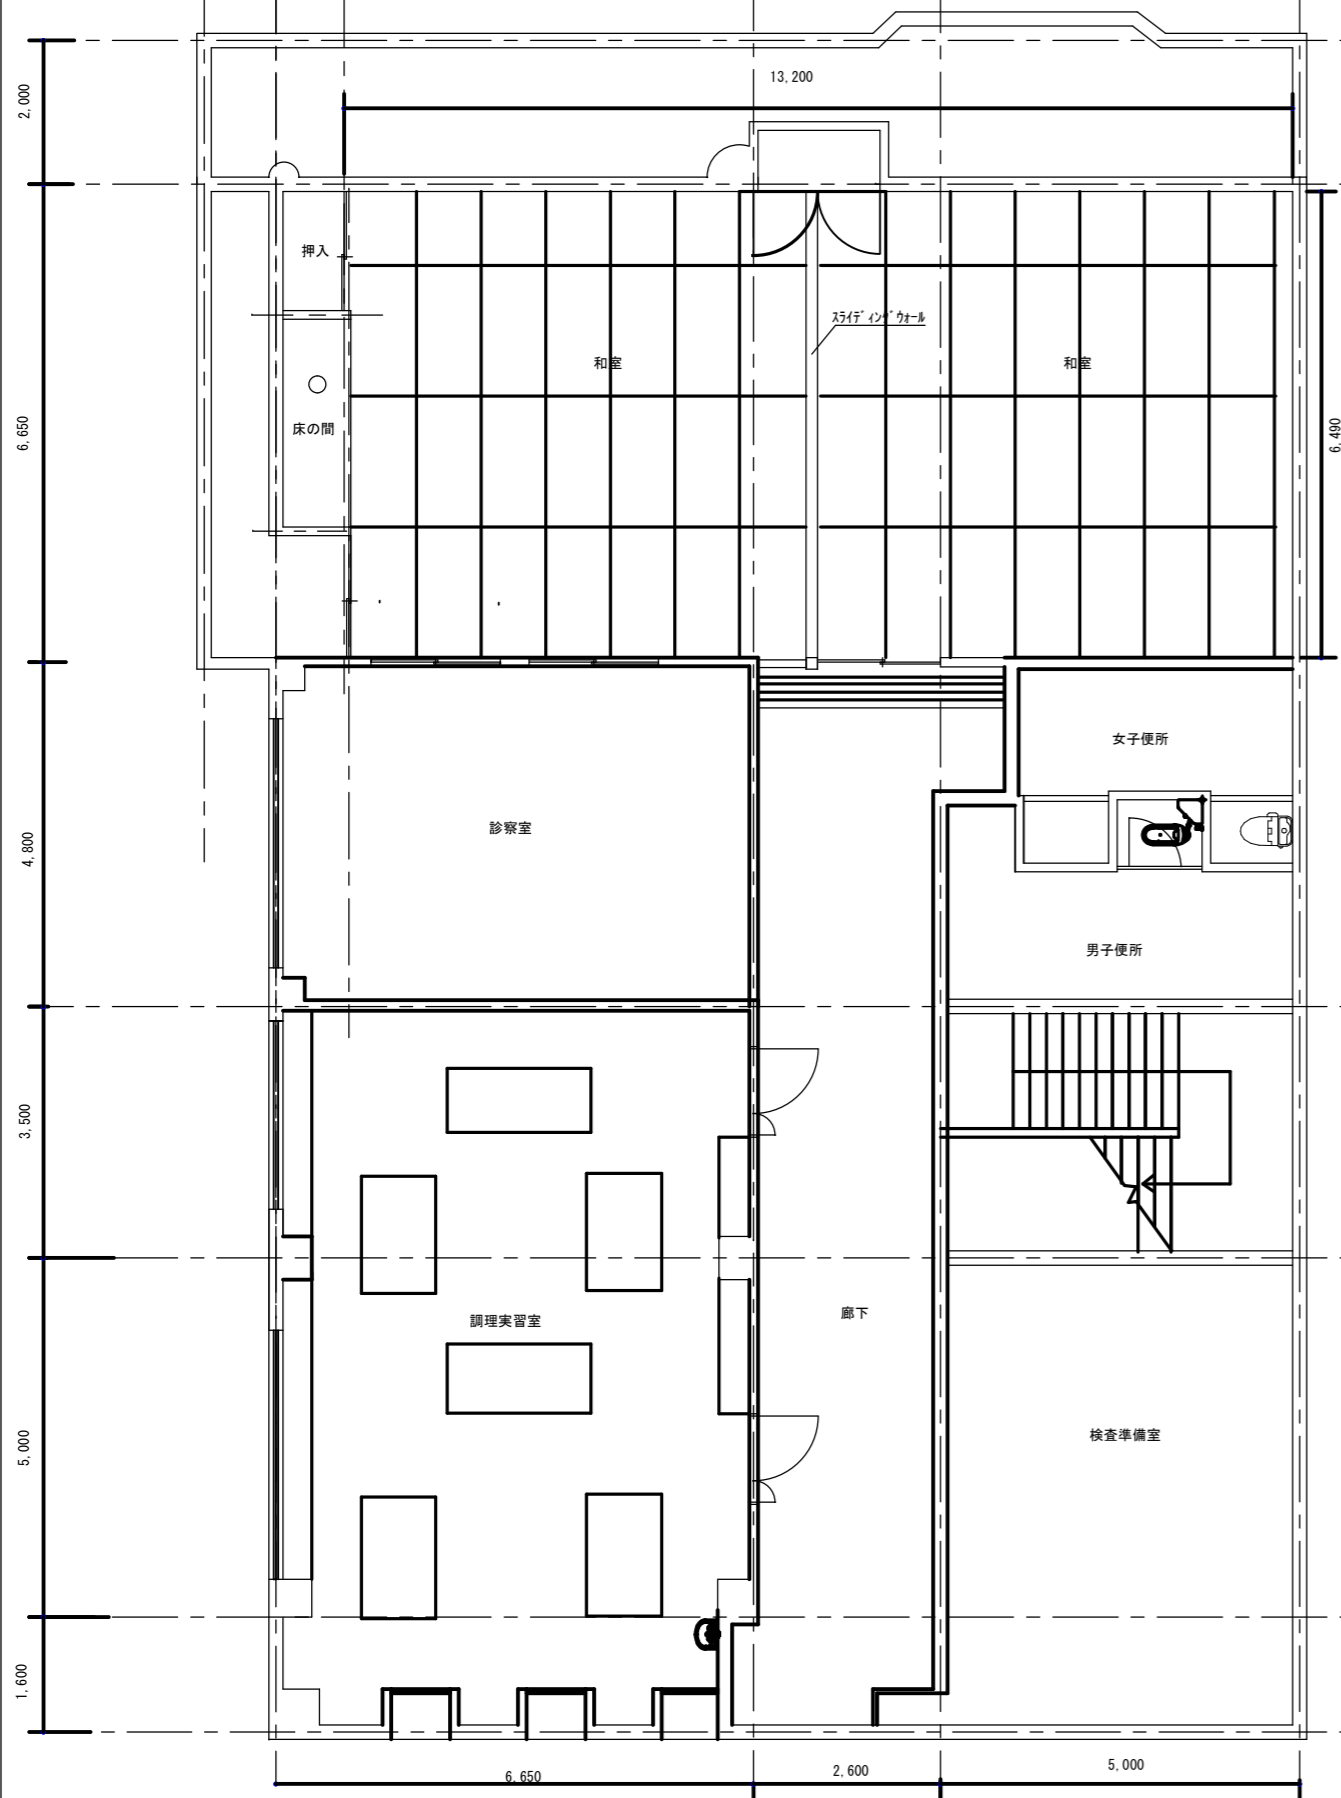 13,200
2,000
押入
スライディングウォール
和室
和室
床の間
6,650
6,490
女子便所
診察室
4,800
男子便所
3,500
調理実習室
廊下
検査準備室
5,000
1,600
6,650
2,600
5,000